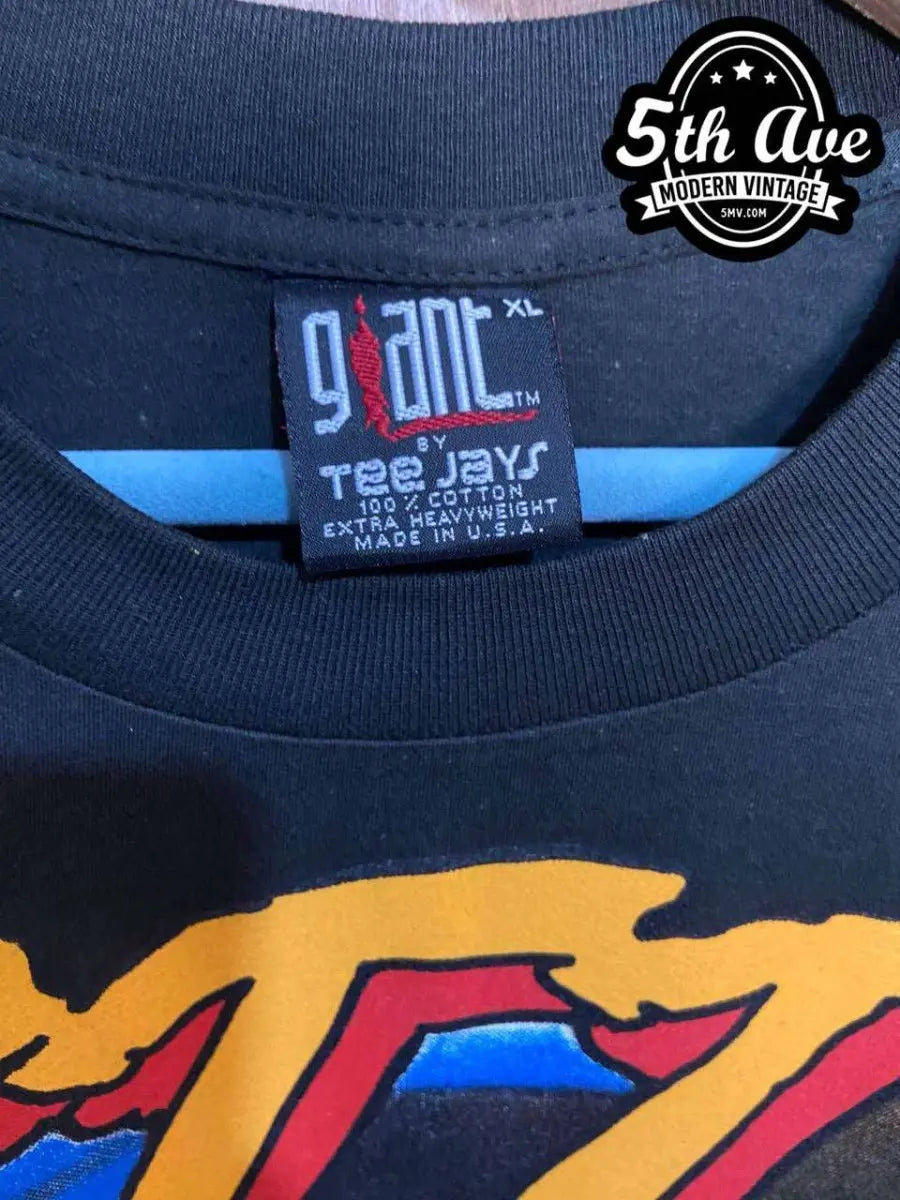 5th Ave
MODERN VINTAGE
5MV.COM
giant XL
TM
BY
Tee Jays
100% COTTON
EXTRA HEAVYWEIGHT
MADE IN U.S.A.